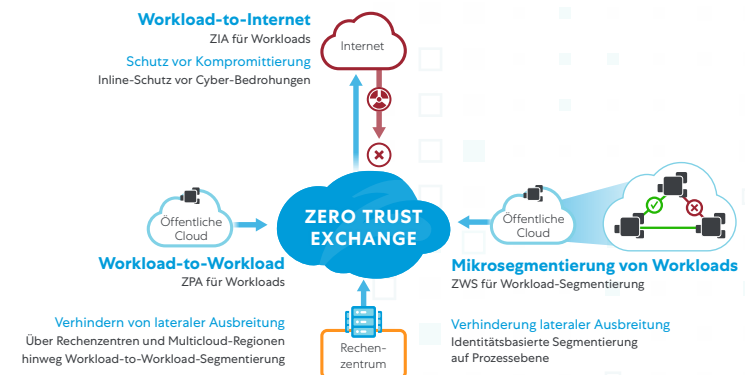 Workload-to-Internet
ZIA für Workloads
Schutz vor Kompromittierung
Inline-Schutz vor Cyber-Bedrohungen
Internet
Öffentliche
Cloud
ZERO TRUST
EXCHANGE
Öffentliche
Cloud
Workload-to-Workload
ZPA für Workloads
Verhindern von lateraler Ausbreitung
Über Rechenzentren und Multicloud-Regionen
hinweg Workload-to-Workload-Segmentierung
Rechen-
zentrum
Mikrosegmentierung von Workloads
ZWS für Workload-Segmentierung
Verhinderung lateraler Ausbreitung
Identitätsbasierte Segmentierung
auf Prozessebene